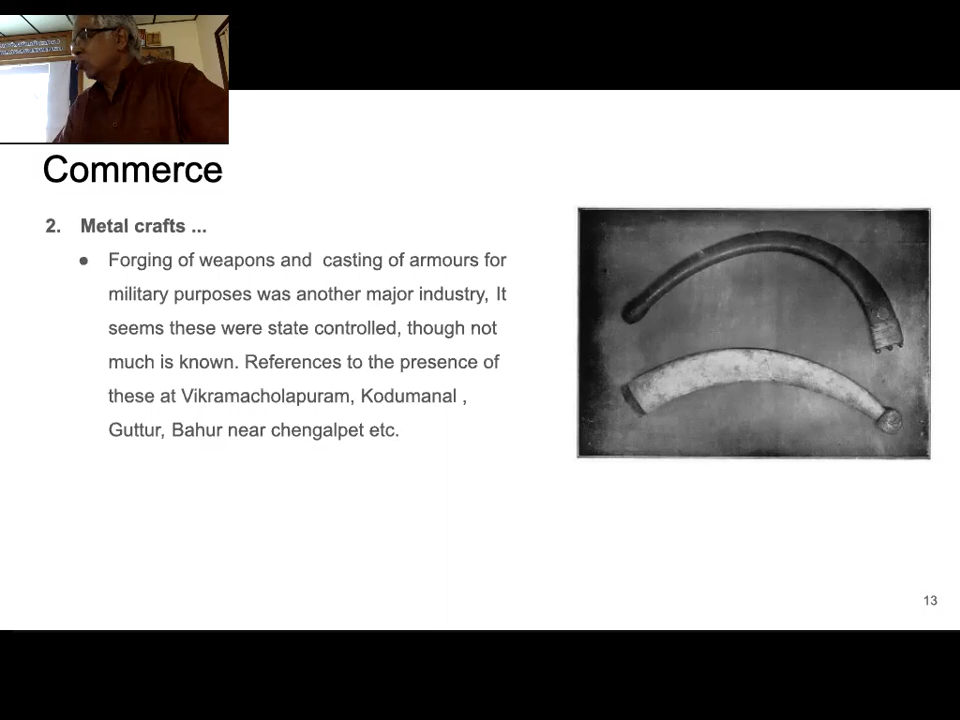 Commerce
2. Metal crafts ...
● Forging of weapons and casting of armours for
military purposes was another major industry, It
seems these were state controlled, though not
much is known. References to the presence of
these at Vikramacholapuram, Kodumanal ,
Guttur, Bahur near chengalpet etc.
13